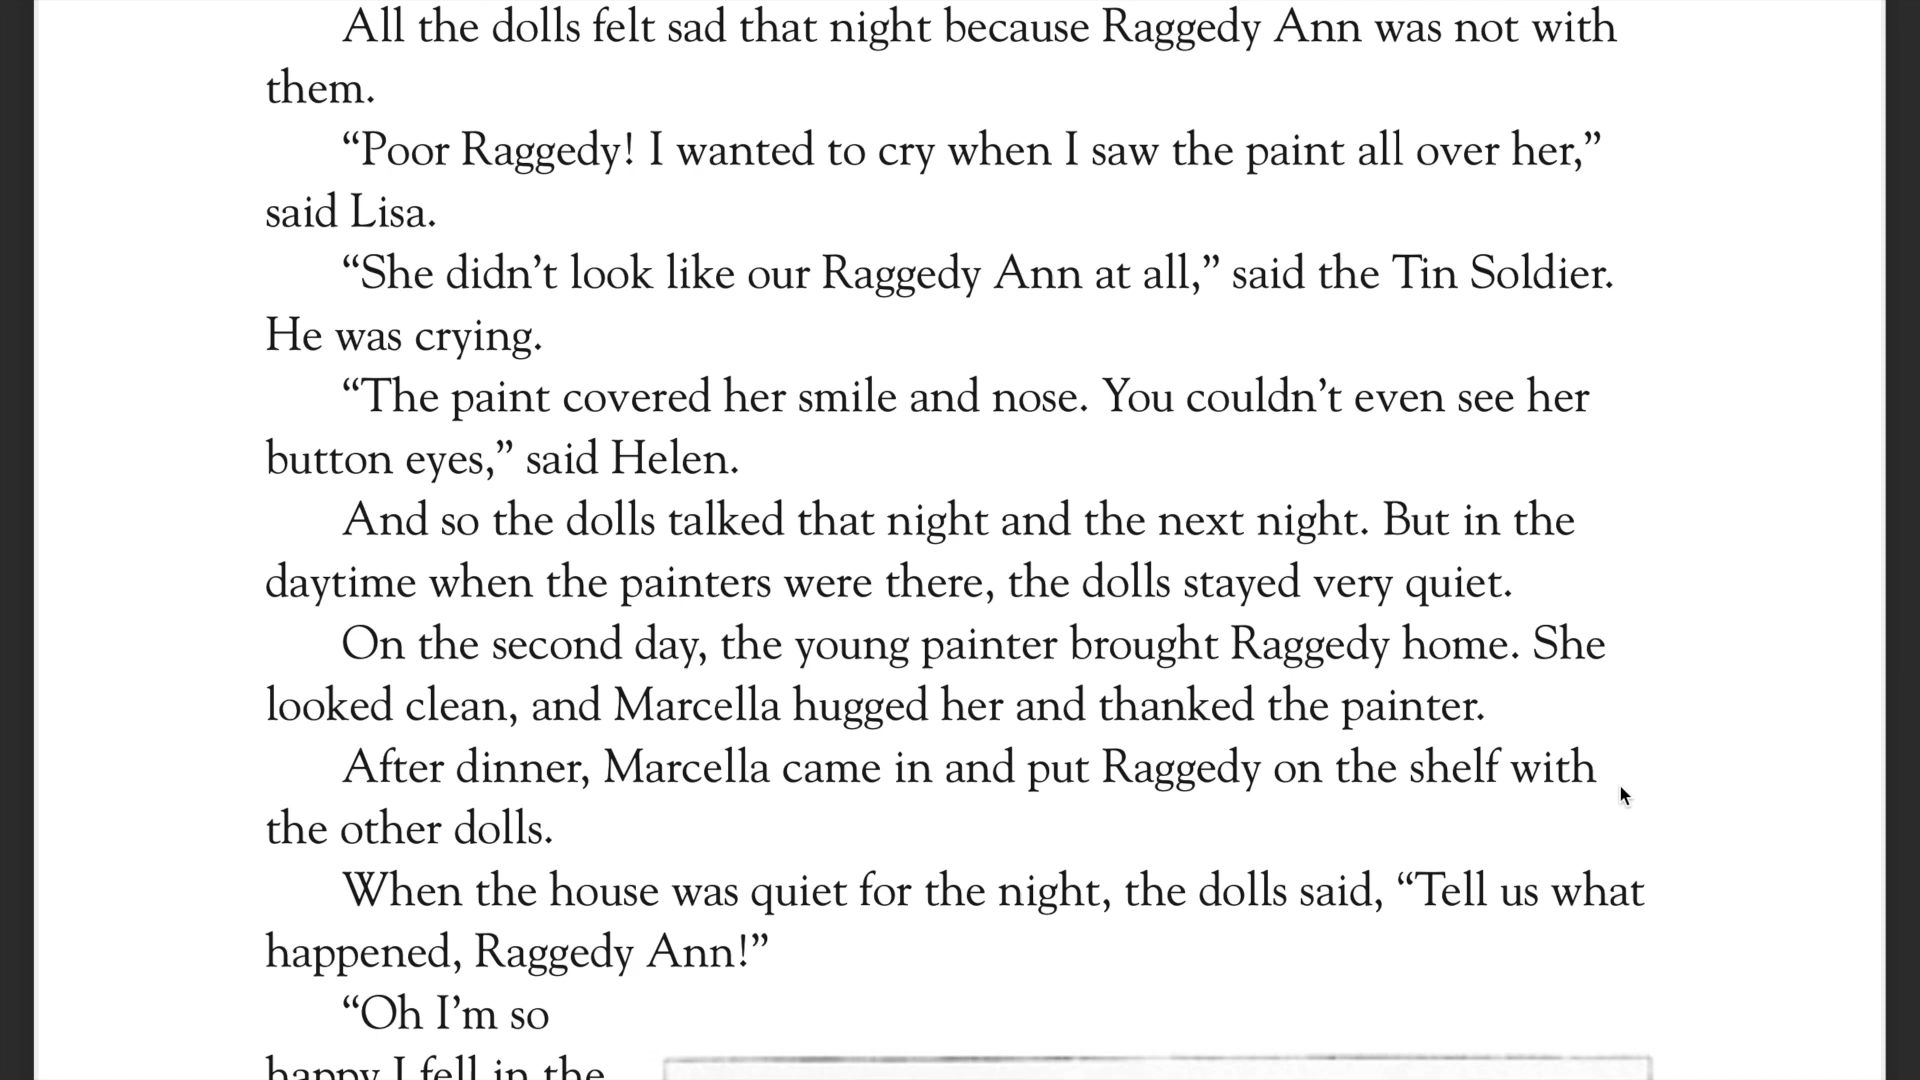 All the dolls felt sad that night because Raggedy Ann was not with
them.
“Poor Raggedy! I wanted to cry when I saw the paint all over her,”
said Lisa.
“She didn’t look like our Raggedy Ann at all,” said the Tin Soldier.
He was crying.
“The paint covered her smile and nose. You couldn’t even see her
button eyes,” said Helen.
And so the dolls talked that night and the next night. But in the
daytime when the painters were there, the dolls stayed very quiet.
On the second day, the young painter brought Raggedy home. She
looked clean, and Marcella hugged her and thanked the painter.
After dinner, Marcella came in and put Raggedy on the shelf with
the other dolls.
When the house was quiet for the night, the dolls said, “Tell us what
happened, Raggedy Ann!”
“Oh I’m so
happy I fell in the